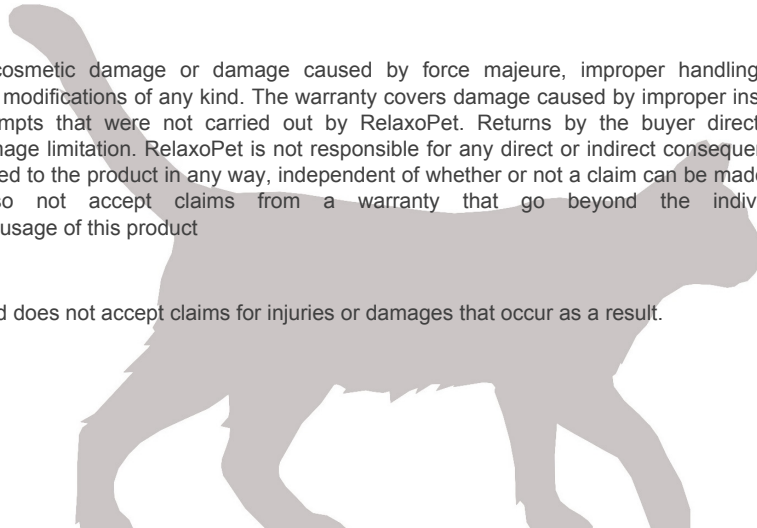 cosmetic damage or damage caused by force majeure, improper handling
modifications of any kind. The warranty covers damage caused by improper ins
mpts that were not carried out by RelaxoPet. Returns by the buyer direct
age limitation. RelaxoPet is not responsible for any direct or indirect consequer
ed to the product in any way, independent of whether or not a claim can be made
so not accept claims from a warranty that go beyond the indiv
usage of this product
d does not accept claims for injuries or damages that occur as a result.